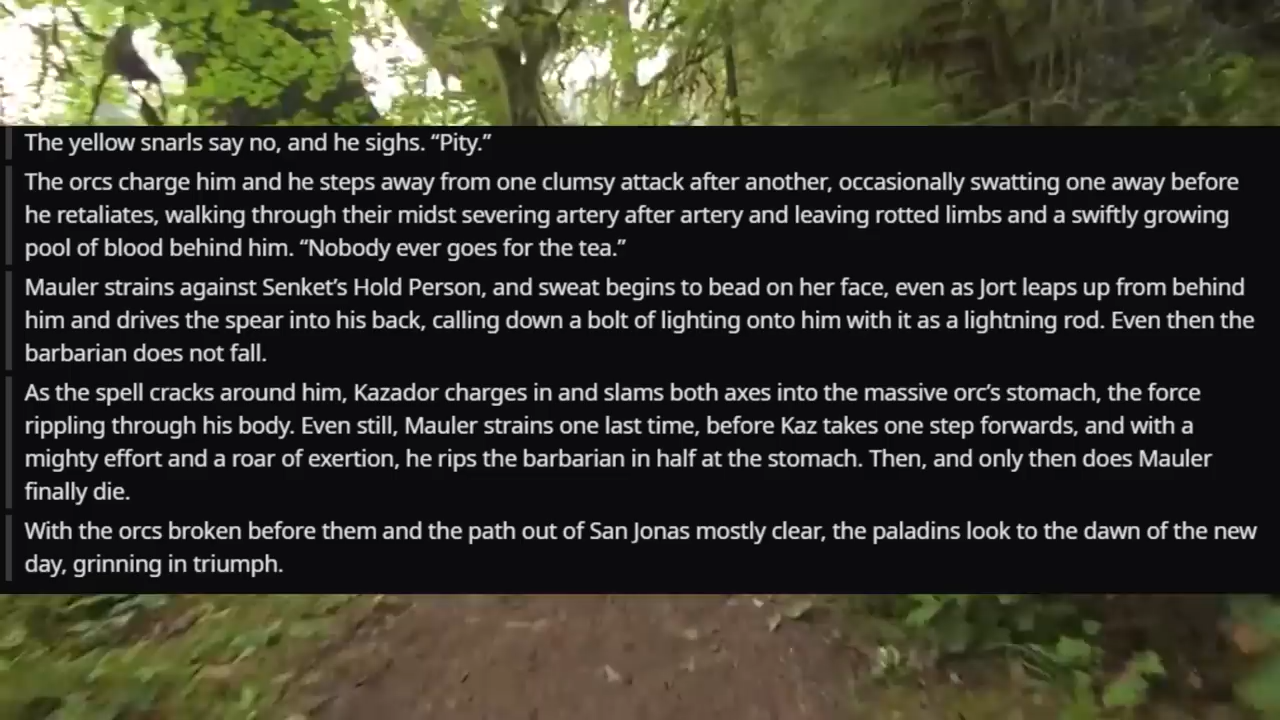 The yellow snarls say no, and he sighs. “Pity.”
The orcs charge him and he steps away from one clumsy attack after another, occasionally swatting one away before
he retaliates, walking through their midst severing artery after artery and leaving rotted limbs and a swiftly growing
pool of blood behind him. “Nobody ever goes for the tea.”
Mauler strains against Senket’s Hold Person, and sweat begins to bead on her face, even as Jort leaps up from behind
him and drives the spear into his back, calling down a bolt of lighting onto him with it as a lightning rod. Even then the
barbarian does not fall.
As the spell cracks around him, Kazador charges in and slams both axes into the massive orc’s stomach, the force
rippling through his body. Even still, Mauler strains one last time, before Kaz takes one step forwards, and with a
mighty effort and a roar of exertion, he rips the barbarian in half at the stomach. Then, and only then does Mauler
finally die.
With the orcs broken before them and the path out of San Jonas mostly clear, the paladins look to the dawn of the new
day, grinning in triumph.